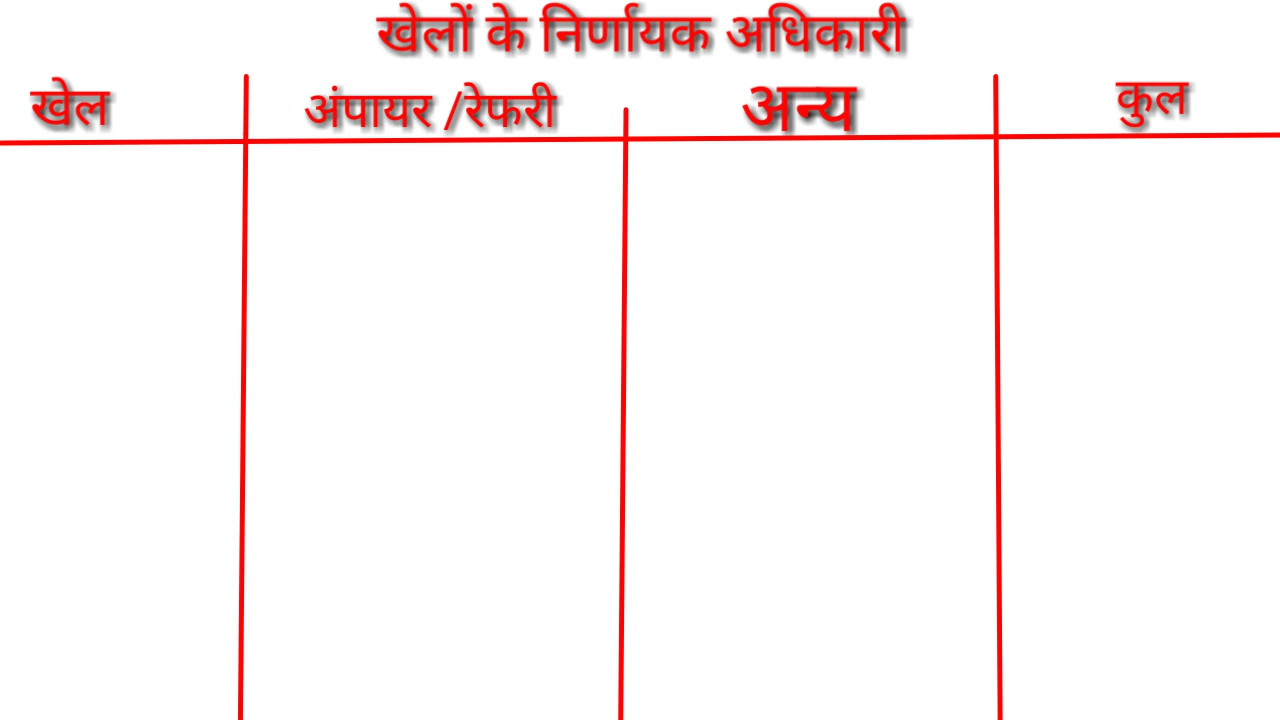 खेलों के निर्णायक अधिकारी
खेल अंपायर /रेफरी अन्य कुल